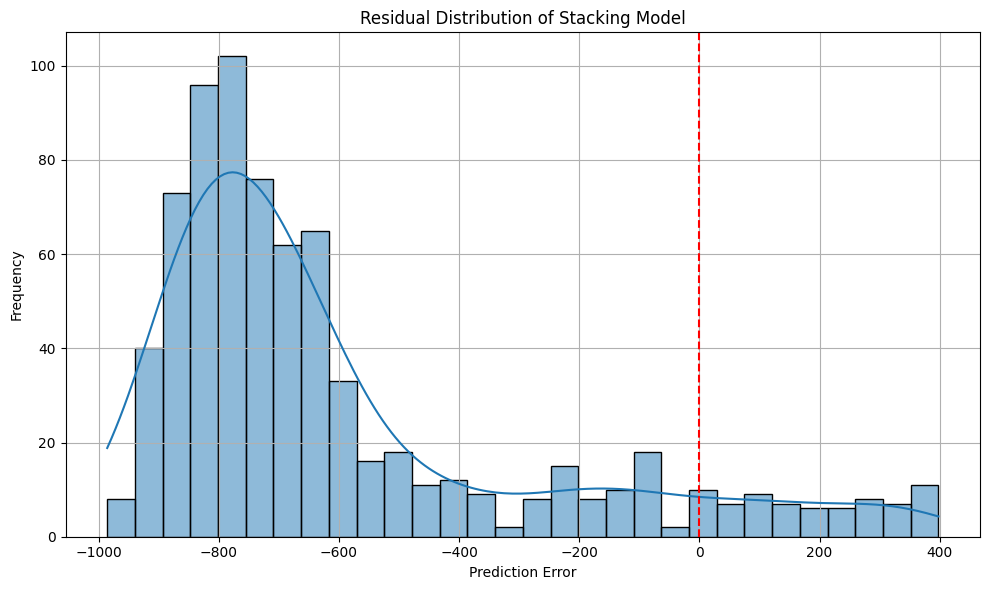 Residual Distribution of Stacking Model
Frequency
100
80
60
40
20
0
−1000 −800 −600 −400 −200 0 200 400
Prediction Error